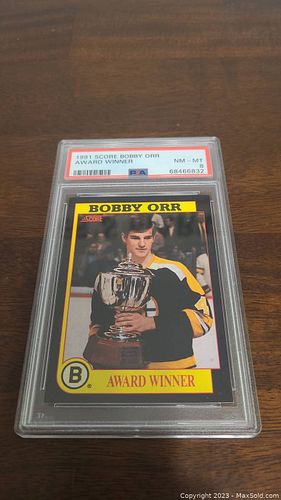 1991 SCORE BOBBY ORR
AWARD WINNER
NM - MT
8
PSA
68466832
BOBBY ORR
SCORE
B
AWARD WINNER
Copyright © 2023 - MaxSold.com